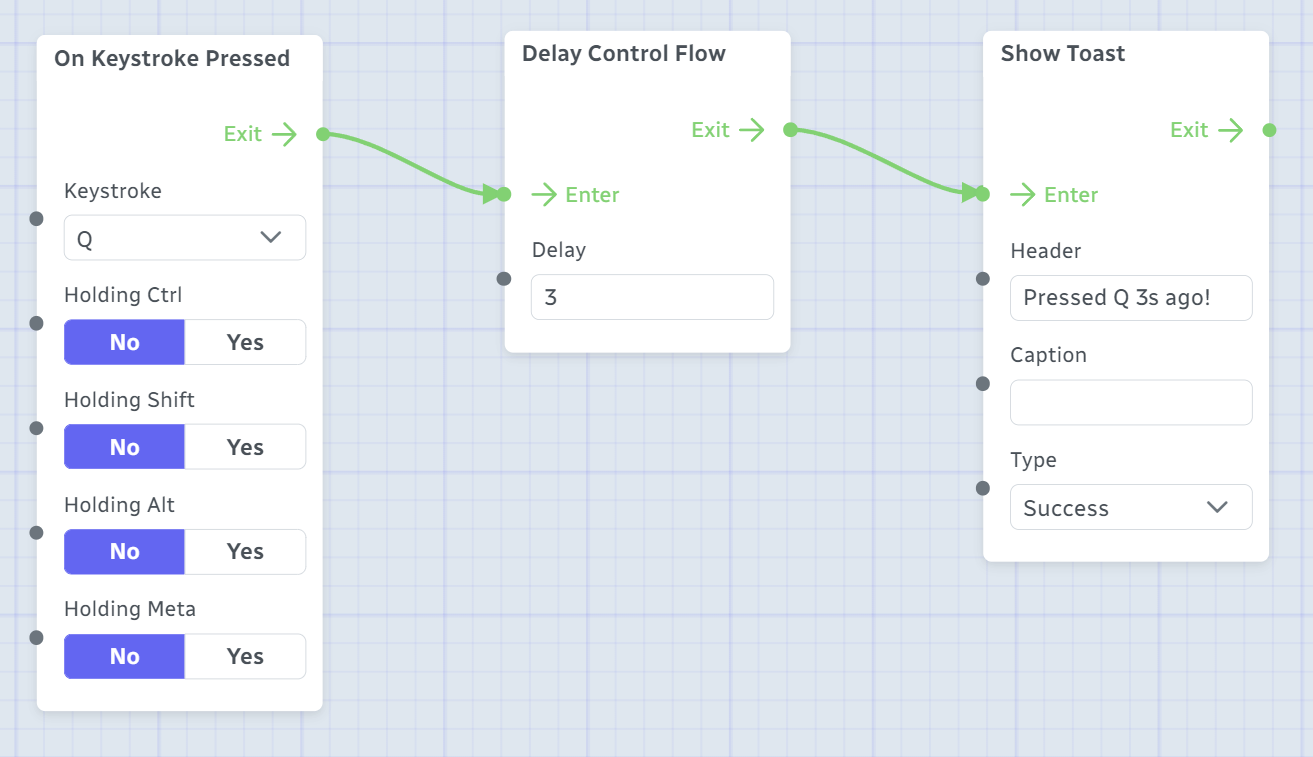 On Keystroke Pressed
Exit
Keystroke
Q
Holding Ctrl
No Yes
Holding Shift
No Yes
Holding Alt
No Yes
Holding Meta
No Yes
Delay Control Flow
Exit
Enter
Delay
3
Show Toast
Exit
Enter
Header
Pressed Q 3s ago!
Caption
Type
Success